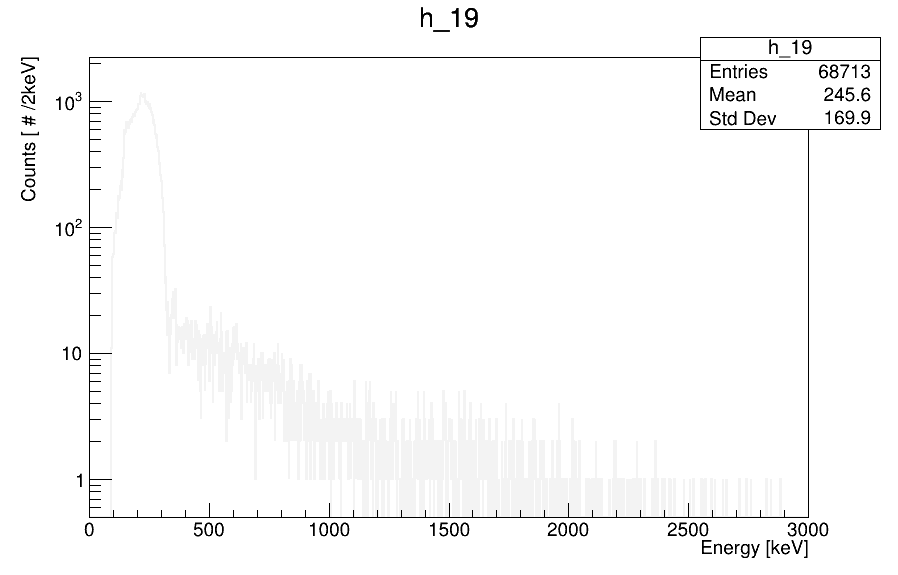 h_19
h_19
Entries 68713
Mean 245.6
Std Dev 169.9
Counts [ # /2keV]
10³
10²
10
1
0 500 1000 1500 2000 2500 3000
Energy [keV]